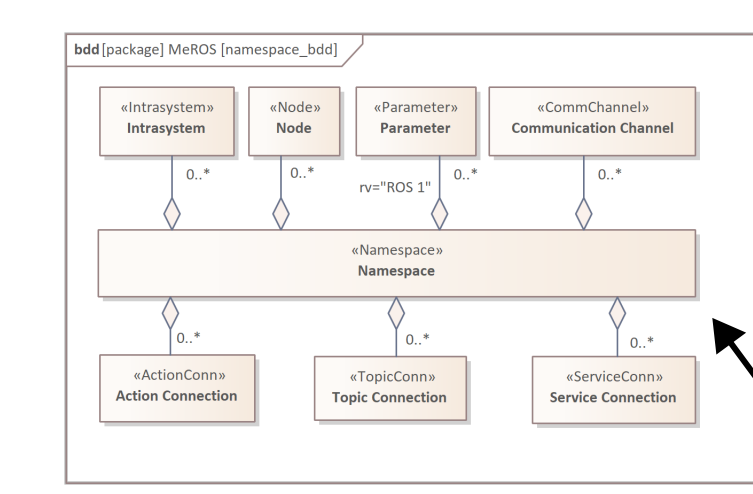 bdd [package] MeROS [namespace_bdd]
«Intrasystem»
Intrasystem
«Node»
Node
«Parameter»
Parameter
«CommChannel»
Communication Channel
0..*
0..*
rv="ROS 1"
0..*
0..*
«Namespace»
Namespace
0..*
0..*
0..*
«ActionConn»
Action Connection
«TopicConn»
Topic Connection
«ServiceConn»
Service Connection